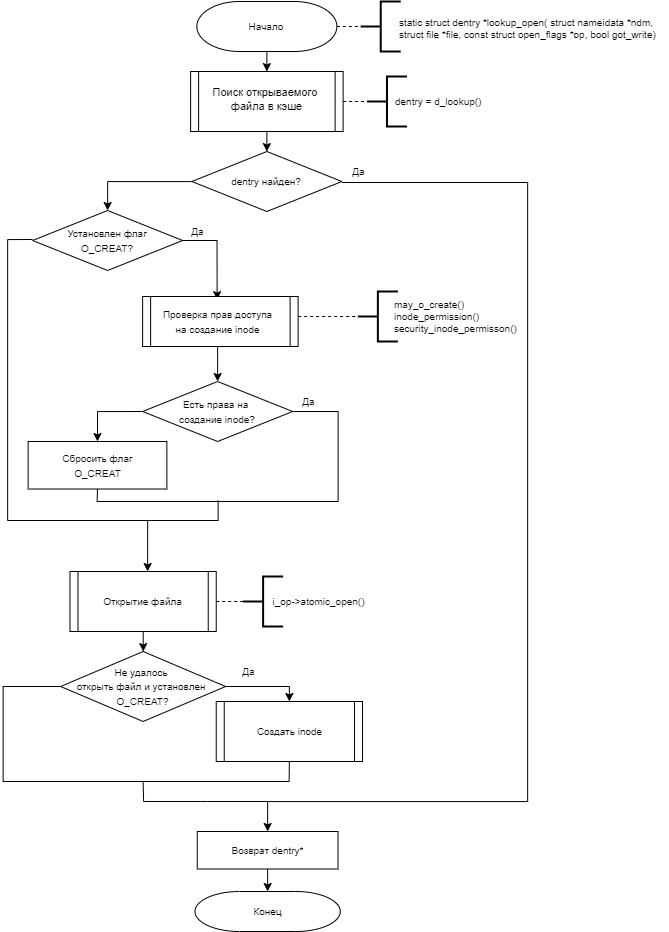 Начало
static struct dentry *lookup_open( struct nameidata *ndm,
struct file *file, const struct open_flags *op, bool got_write)
Поиск открываемого
файла в кэше
dentry = d_lookup()
dentry найден?
Да
Установлен флаг
O_CREAT?
Да
Проверка прав доступа
на создание inode
may_o_create()
inode_permission()
security_inode_permisson()
Есть права на
создание inode?
Да
Сбросить флаг
O_CREAT
Открытие файла
i_op->atomic_open()
Не удалось
открыть файл и установлен
O_CREAT?
Да
Создать inode
Возврат dentry*
Конец